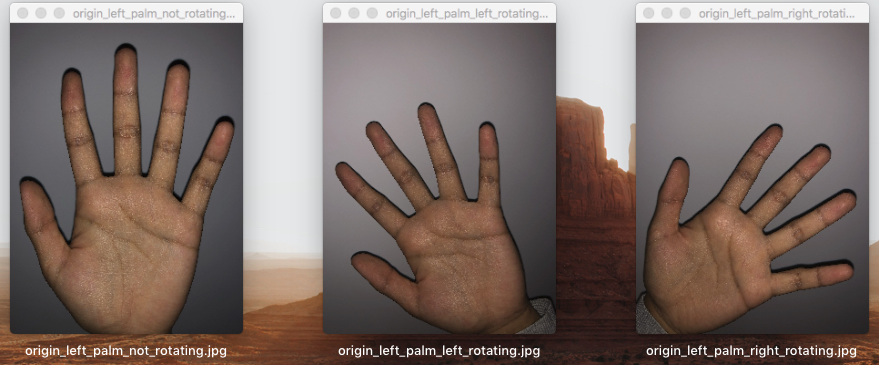 origin_left_palm_not_rotating...
origin_left_palm_left_rotating...
origin_left_palm_right_rotati...
origin_left_palm_not_rotating.jpg
origin_left_palm_left_rotating.jpg
origin_left_palm_right_rotating.jpg